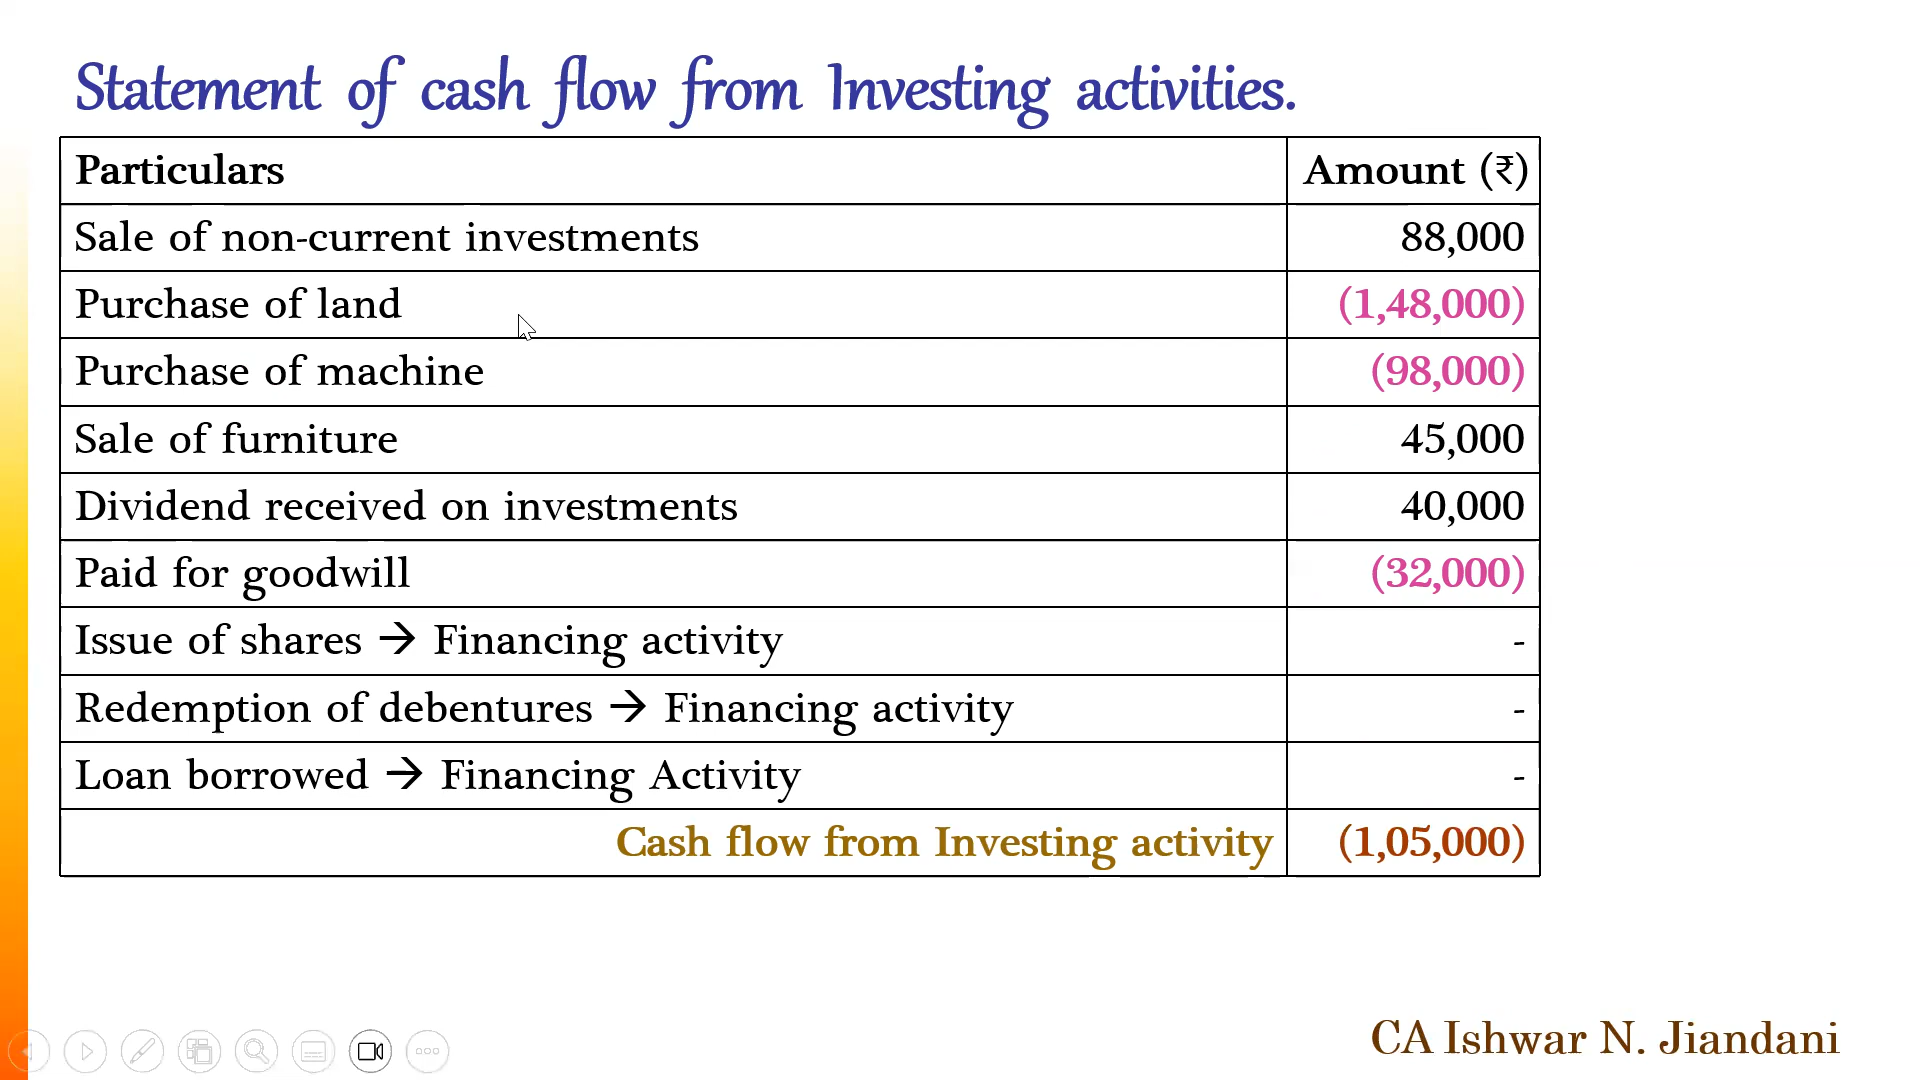 Statement of cash flow from Investing activities.
Particulars Amount (₹)
Sale of non-current investments 88,000
Purchase of land (1,48,000)
Purchase of machine (98,000)
Sale of furniture 45,000
Dividend received on investments 40,000
Paid for goodwill (32,000)
Issue of shares → Financing activity -
Redemption of debentures → Financing activity -
Loan borrowed → Financing Activity -
Cash flow from Investing activity (1,05,000)
CA Ishwar N. Jiandani